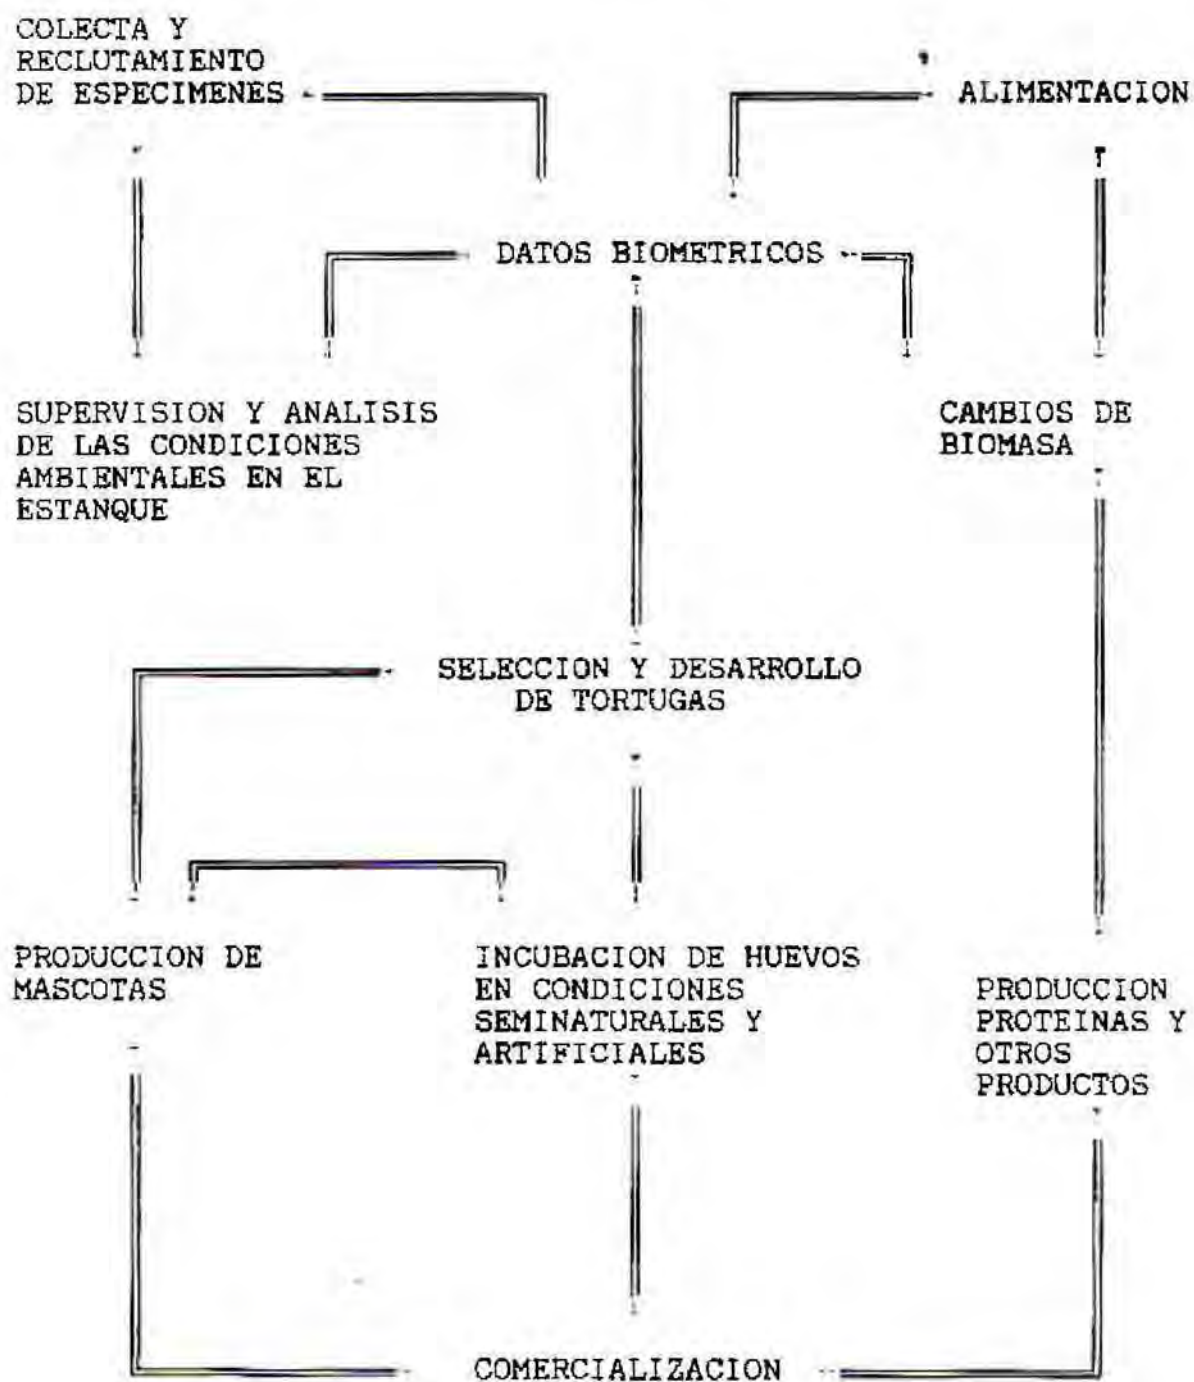 COLECTA Y
RECLUTAMIENTO
DE ESPECIMENES
ALIMENTACION
DATOS BIOMETRICOS
SUPERVISION Y ANALISIS
DE LAS CONDICIONES
AMBIENTALES EN EL
ESTANQUE
CAMBIOS DE
BIOMASA
SELECCION Y DESARROLLO
DE TORTUGAS
PRODUCCION DE
MASCOTAS
INCUBACION DE HUEVOS
EN CONDICIONES
SEMINATURALES Y
ARTIFICIALES
PRODUCCION
PROTEINAS Y
OTROS
PRODUCTOS
COMERCIALIZACION